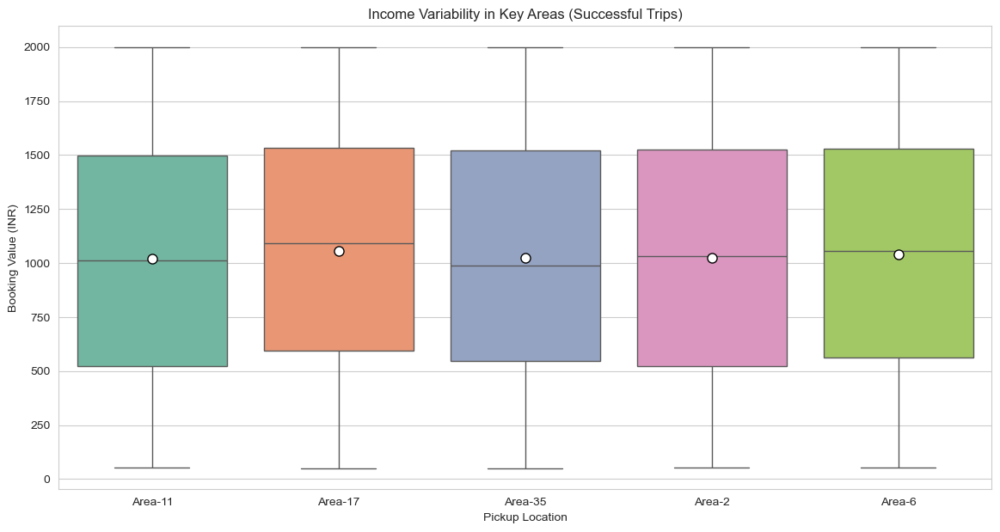 Income Variability in Key Areas (Successful Trips)
Booking Value (INR)
2000
1750
1500
1250
1000
750
500
250
0
Area-11
Area-17
Area-35
Area-2
Area-6
Pickup Location